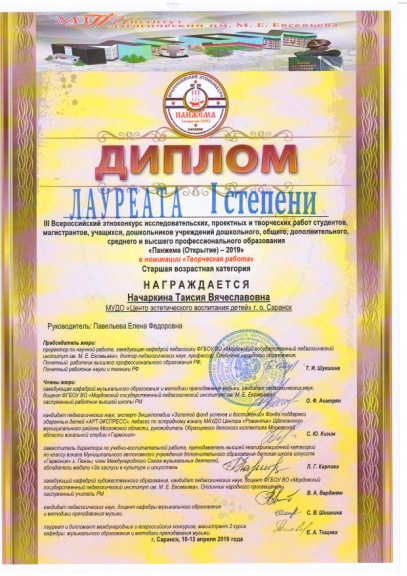 МГПИ институт
педагогический им. М. Е. Евсевьева
ПАНЖЕМА
ДИПЛОМ
ЛАУРЕАТА I степени
III Всероссийский этноконкурс исследовательских, проектных и творческих работ студентов,
магистрантов, учащихся, дошкольников учреждений дошкольного, общего, дополнительного,
среднего и высшего профессионального образования
«Панжема (Открытие) – 2019»
в номинации «Творческая работа»
Старшая возрастная категория
НАГРАЖДАЕТСЯ
Начаркина Таисия Вячеславовна
МУДО «Центр эстетического воспитания детей» г. о. Саранск
Руководитель: Павельева Елена Федоровна
Председатель жюри:
проректор по научной работе, заведующая кафедрой педагогики ФГБОУ ВО «Мордовский государственный педагогический
институт им. М. Е. Евсевьева», доктор педагогических наук, профессор, Отличник народного образования,
Почетный работник высшего профессионального образования РФ,
Почетный работник науки и техники РФ
Т. И. Шукшина
Члены жюри:
заведующая кафедрой музыкального образования и методики преподавания музыки, кандидат педагогических наук,
доцент ФГБОУ ВО «Мордовский государственный педагогический институт им. М. Е. Евсевьева»,
заслуженный работник высшей школы РМ
О. Ф. Асатрян
кандидат педагогических наук, эксперт Энциклопедии «Золотой фонд успехов и достижений» Фонда поддержки
одаренных детей «АРТ-ЭКСПРЕСС», педагог по эстрадному вокалу МАУДО Центра «Романтик» Щёлковского
муниципального района Московской области, руководитель Образцового детского коллектива Московской
области вокальной студии «Гармония»
С. Ю. Кизин
заместитель директора по учебно-воспитательной работе, преподаватель высшей квалификационной категории
по классу вокала Муниципального автономного учреждения дополнительного образования детская школа искусств
«Гармония» г. Пензы, член Международного Союза музыкальных деятелей,
обладатель медали «За заслуги в культуре и искусстве»
Л. Г. Карпова
заведующий кафедрой художественного образования, кандидат педагогических наук, доцент ФГБОУ ВО «Мордовский
государственный педагогический институт им. М. Е. Евсевьева», Отличник народного просвещения,
заслуженный учитель РМ
В. А. Варданян
кандидат педагогических наук, доцент кафедры музыкального образования
и методики преподавания музыки
С. В. Шишкина
лауреат и дипломант международных и всероссийских конкурсов, магистрант 2 курса
кафедры музыкального образования и методики преподавания музыки
Е. А. Тощева
г. Саранск, 10-13 апреля 2019 года